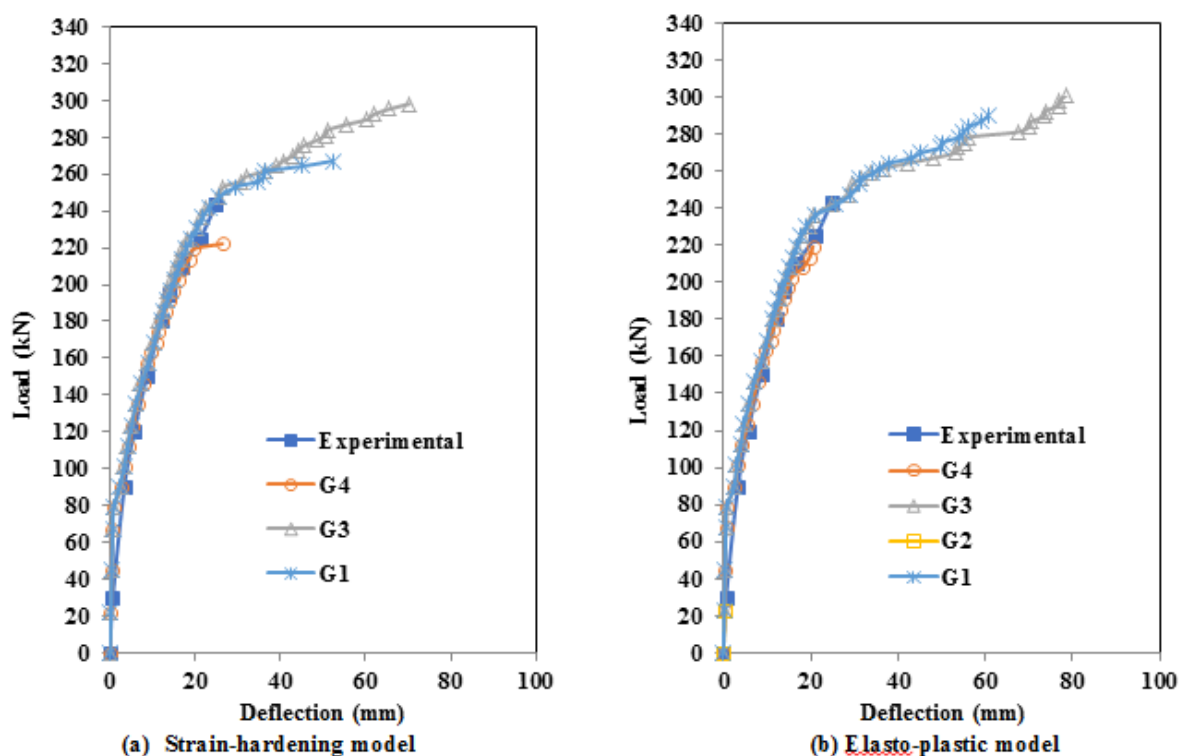 340
320
300
280
260
240
220
200
180
160
140
120
100
80
60
40
20
0
Load (kN)
Experimental
G4
G3
G1
0 20 40 60 80 100
Deflection (mm)
(a) Strain-hardening model
340
320
300
280
260
240
220
200
180
160
140
120
100
80
60
40
20
0
Load (kN)
Experimental
G4
G3
G2
G1
0 20 40 60 80 100
Deflection (mm)
(b) Elasto-plastic model